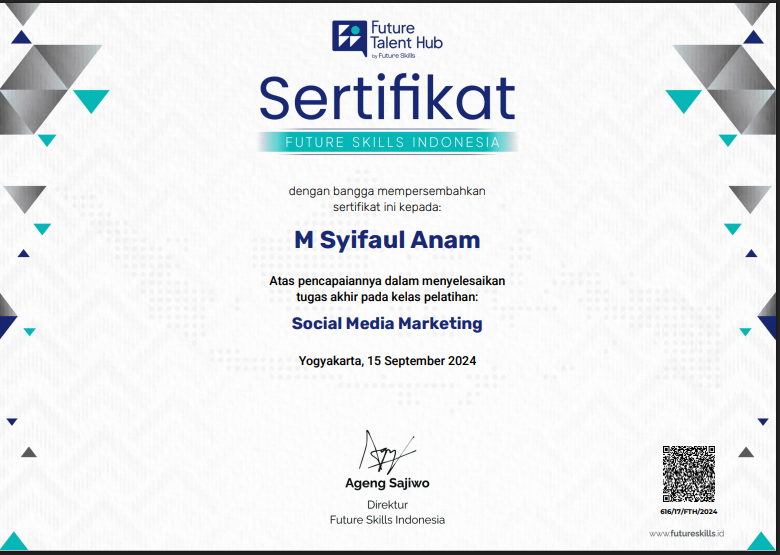 Future
Talent Hub
by Future Skills
Sertifikat
FUTURE SKILLS INDONESIA
dengan bangga mempersembahkan
sertifikat ini kepada:
M Syifaul Anam
Atas pencapaiannya dalam menyelesaikan
tugas akhir pada kelas pelatihan:
Social Media Marketing
Yogyakarta, 15 September 2024
Ageng Sajiwo
Direktur
Future Skills Indonesia
616/17/FTH/2024
www.futureskills.id